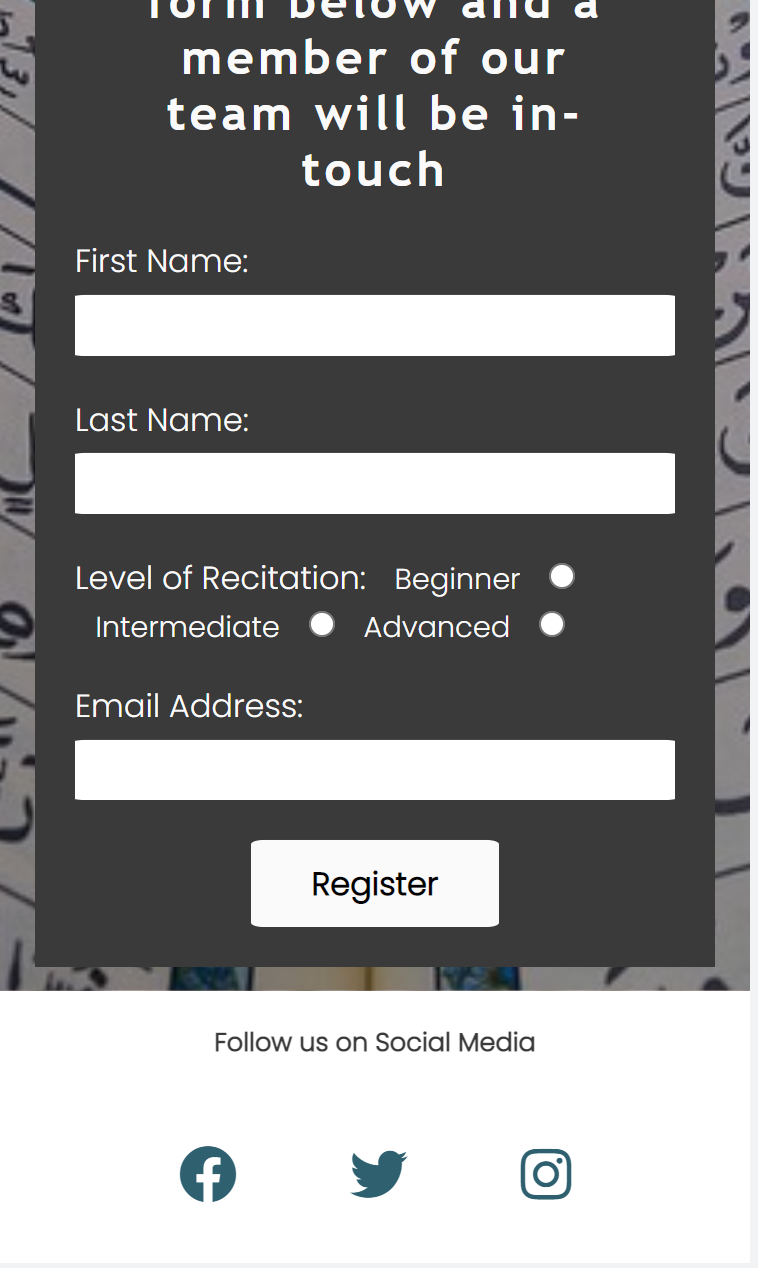 form below and a
member of our
team will be in-
touch
First Name:
Last Name:
Level of Recitation: Beginner
Intermediate Advanced
Email Address:
Register
Follow us on Social Media